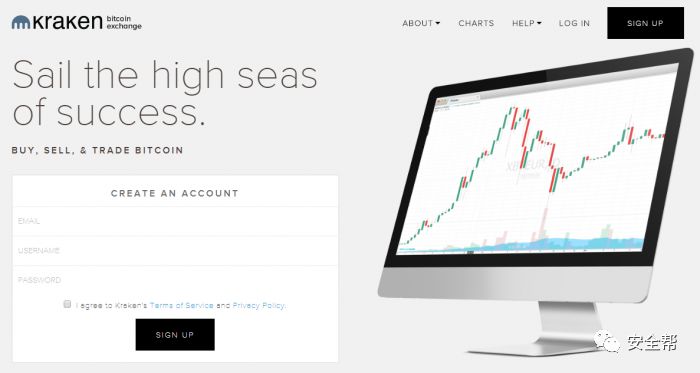 kraken bitcoin exchange
ABOUT CHARTS HELP LOG IN SIGN UP
Sail the high seas
of success.
BUY, SELL, & TRADE BITCOIN
CREATE AN ACCOUNT
EMAIL
USERNAME
PASSWORD
I agree to Kraken's Terms of Service and Privacy Policy.
SIGN UP
安全帮